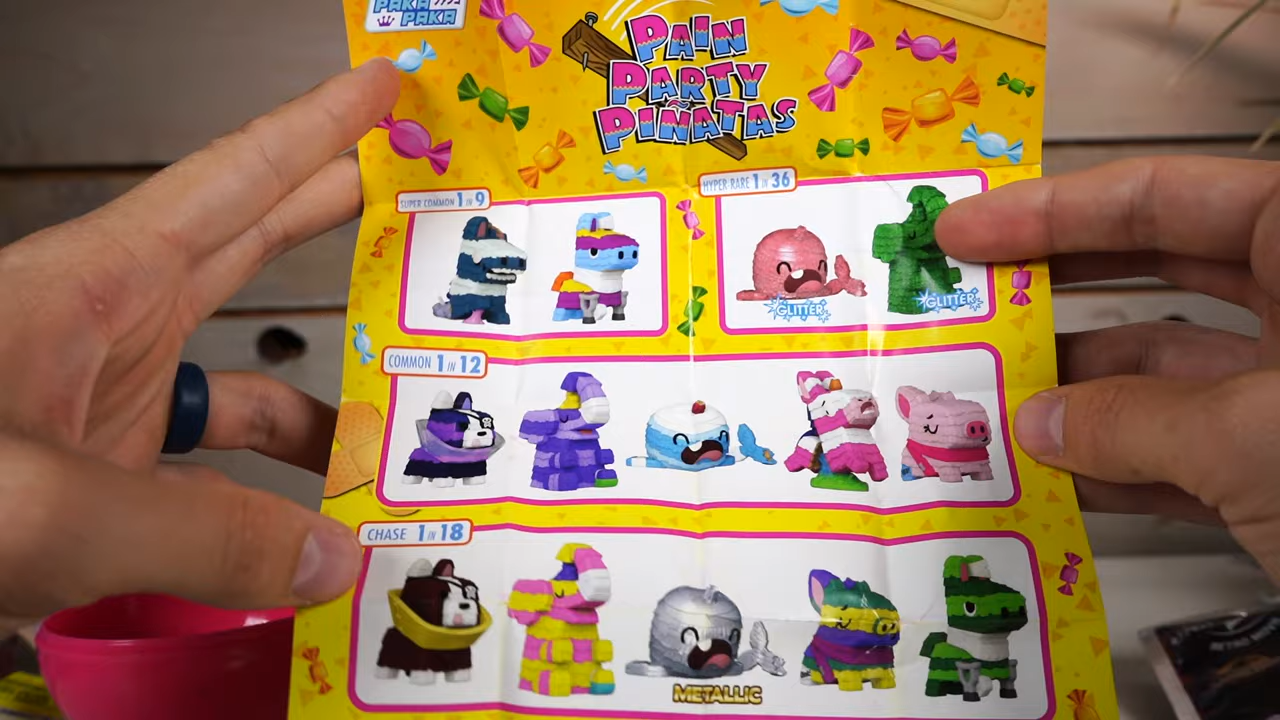 PAKA
PAKA
PAIN
PARTY
PIÑATAS
SUPER COMMON 1 IN 9
HYPER-RARE 1 IN 36
GLITTER
GLITTER
COMMON 1 IN 12
CHASE 1 IN 18
METALLIC